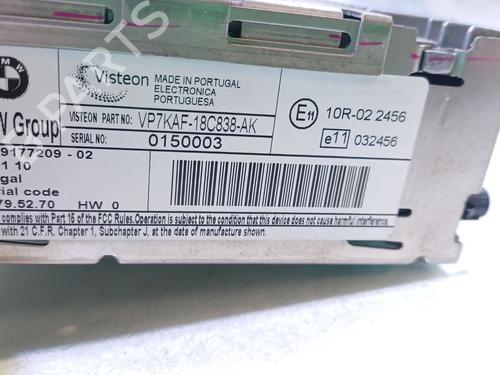 BMW
Visteon
MADE IN PORTUGAL
ELECTRONICA
PORTUGUESA
W Group
VISTEON PART NO: VP7KAF-18C838-AK
SERIAL NO: 0150003
E11 10R-02 2456
e11 032456
9177209 - 02
1 10
gal
rial code
79.52.70 HW 0
complies with Part 15 of the FCC Rules.Operation is subject to the condition that this device does not cause harmful interference.
with 21 C.F.R. Chapter 1, Subchapter J, at the date of manufacture shown.
PARTS